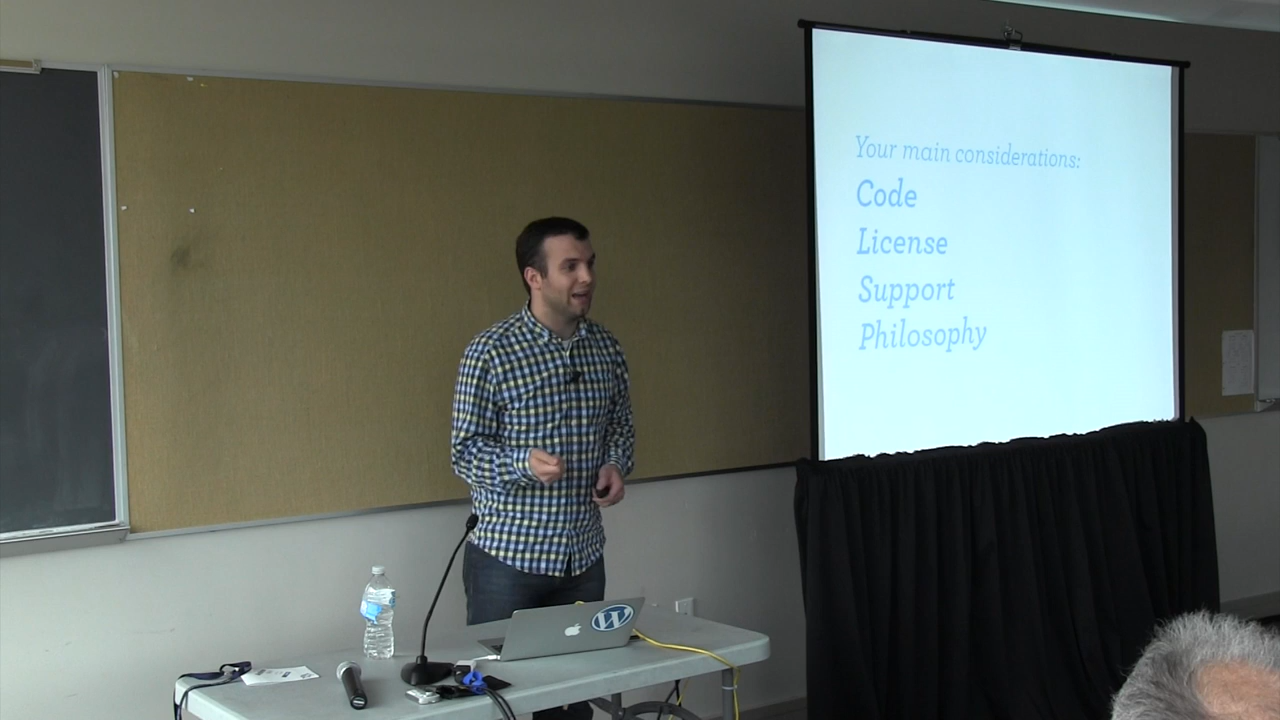 Your main considerations:
Code
License
Support
Philosophy
W